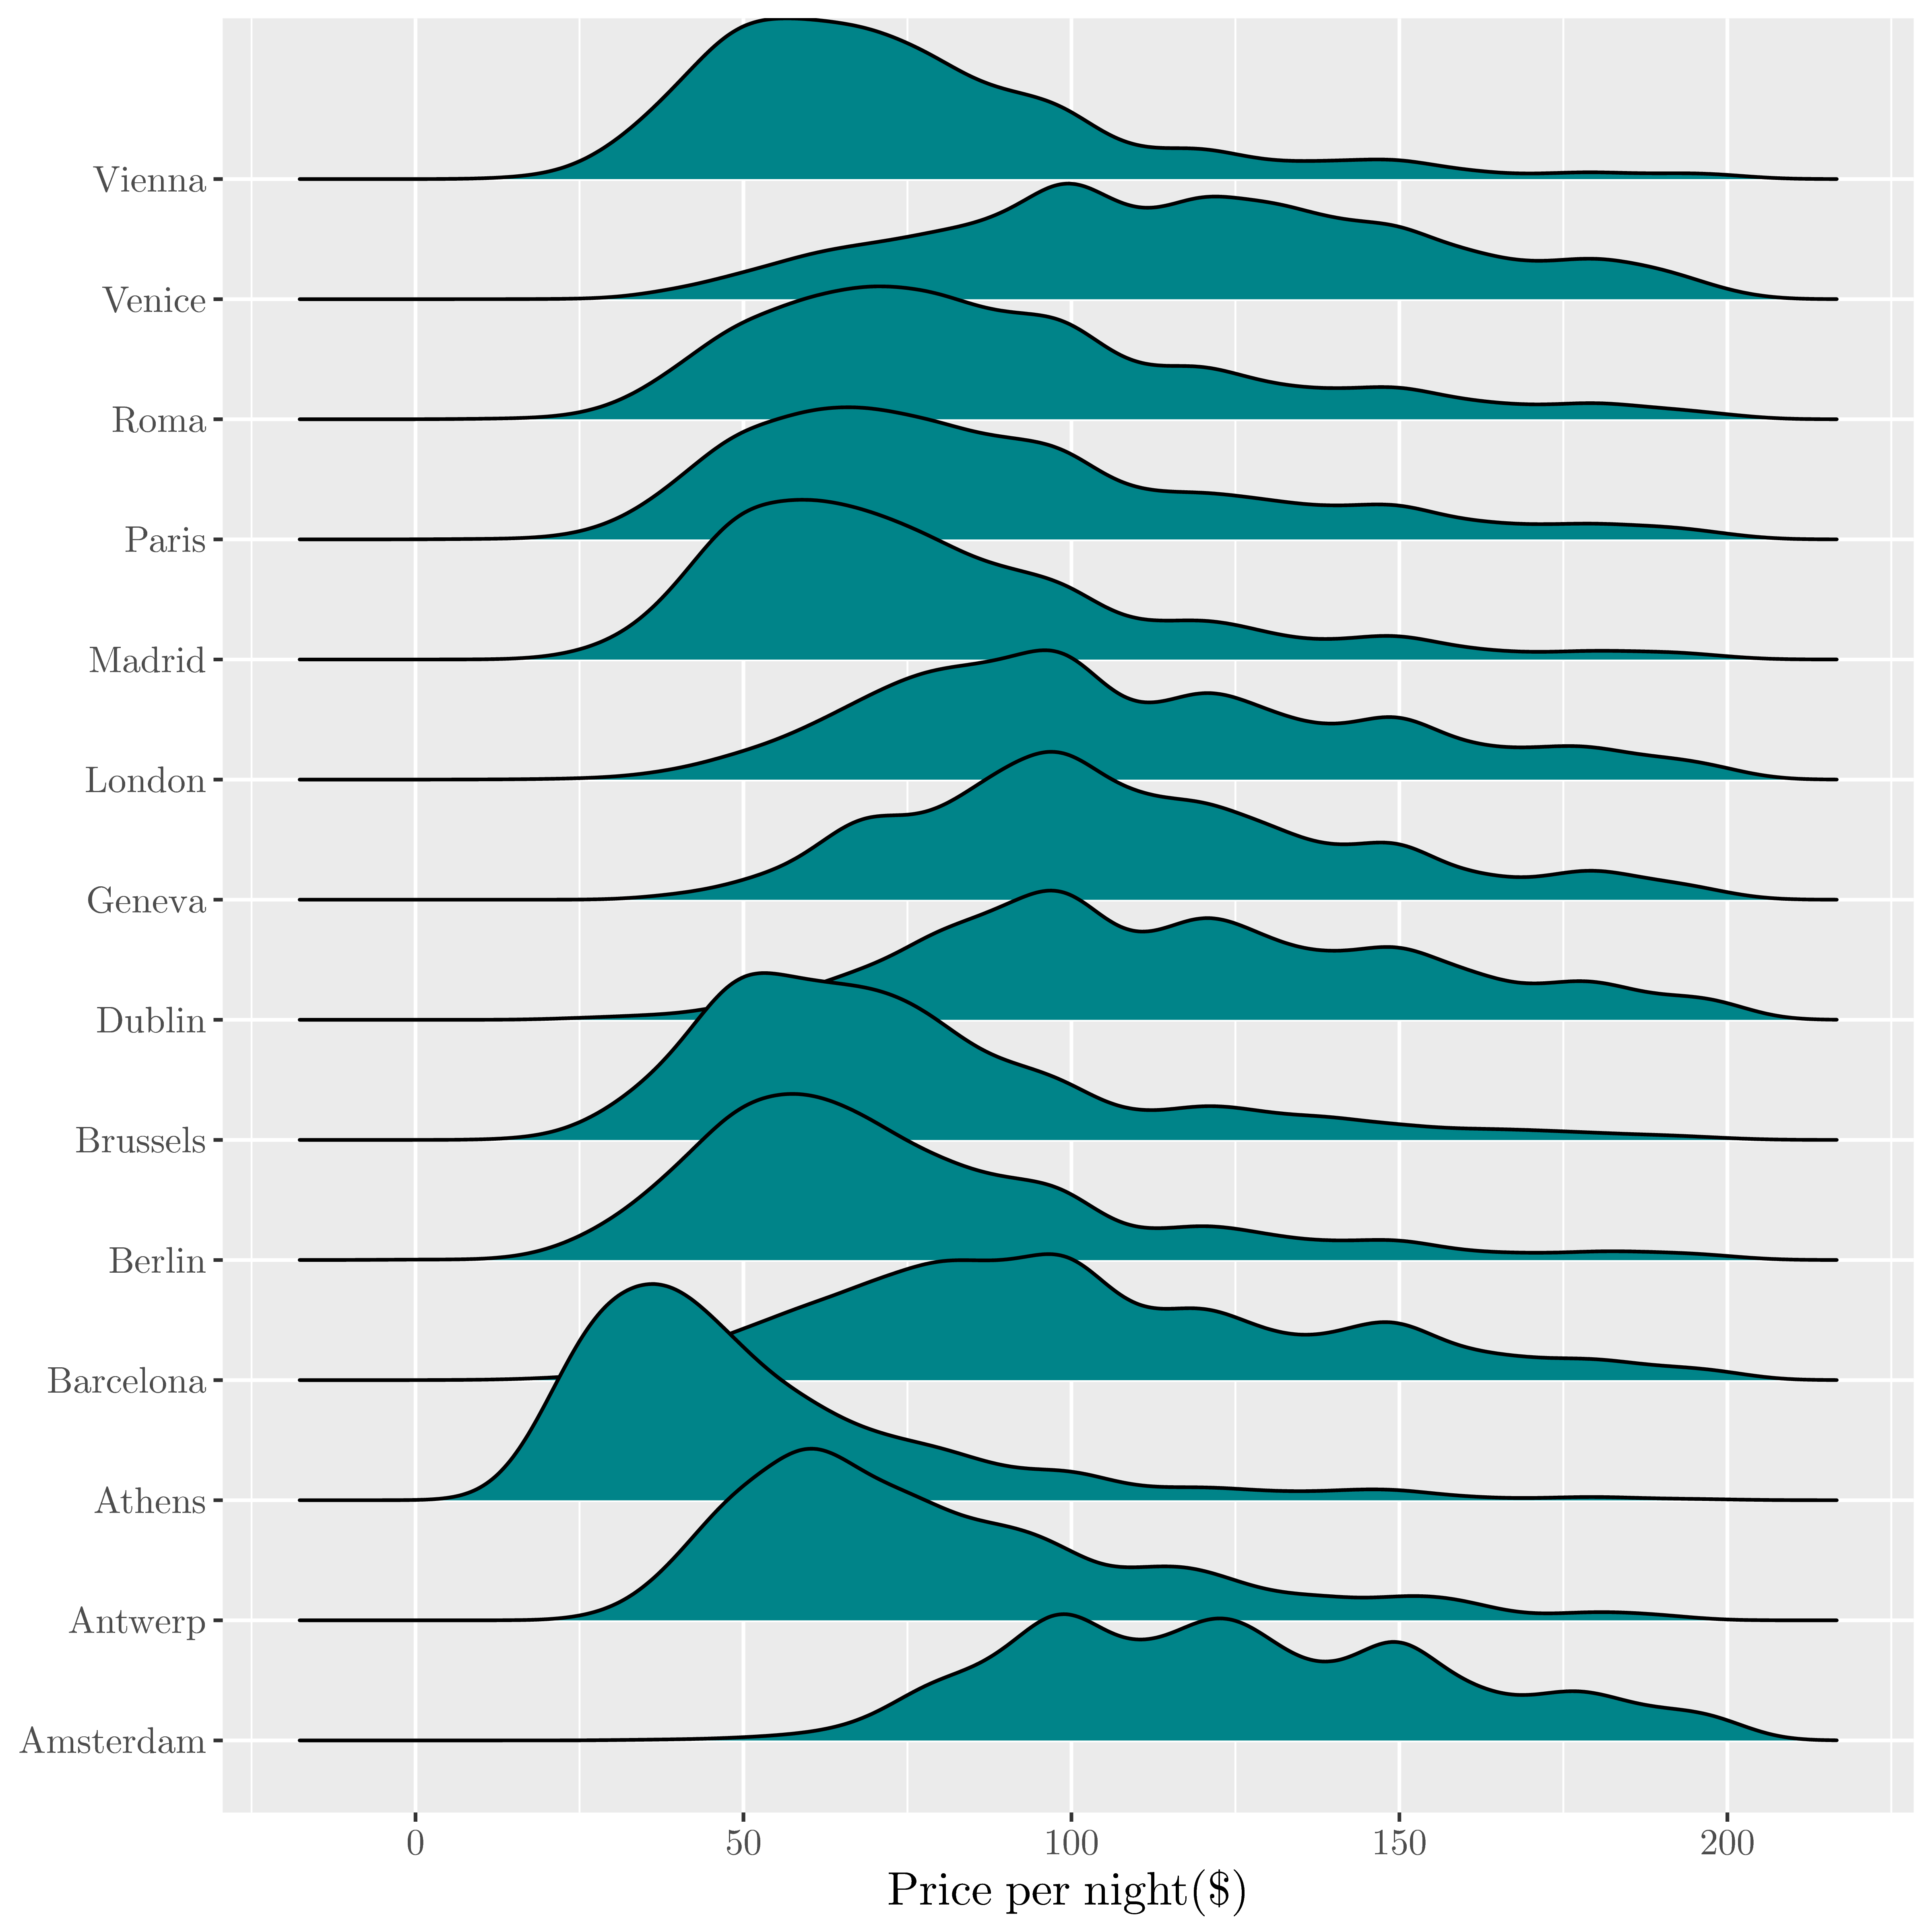 Vienna
Venice
Roma
Paris
Madrid
London
Geneva
Dublin
Brussels
Berlin
Barcelona
Athens
Antwerp
Amsterdam
0 50 100 150 200
Price per night($)